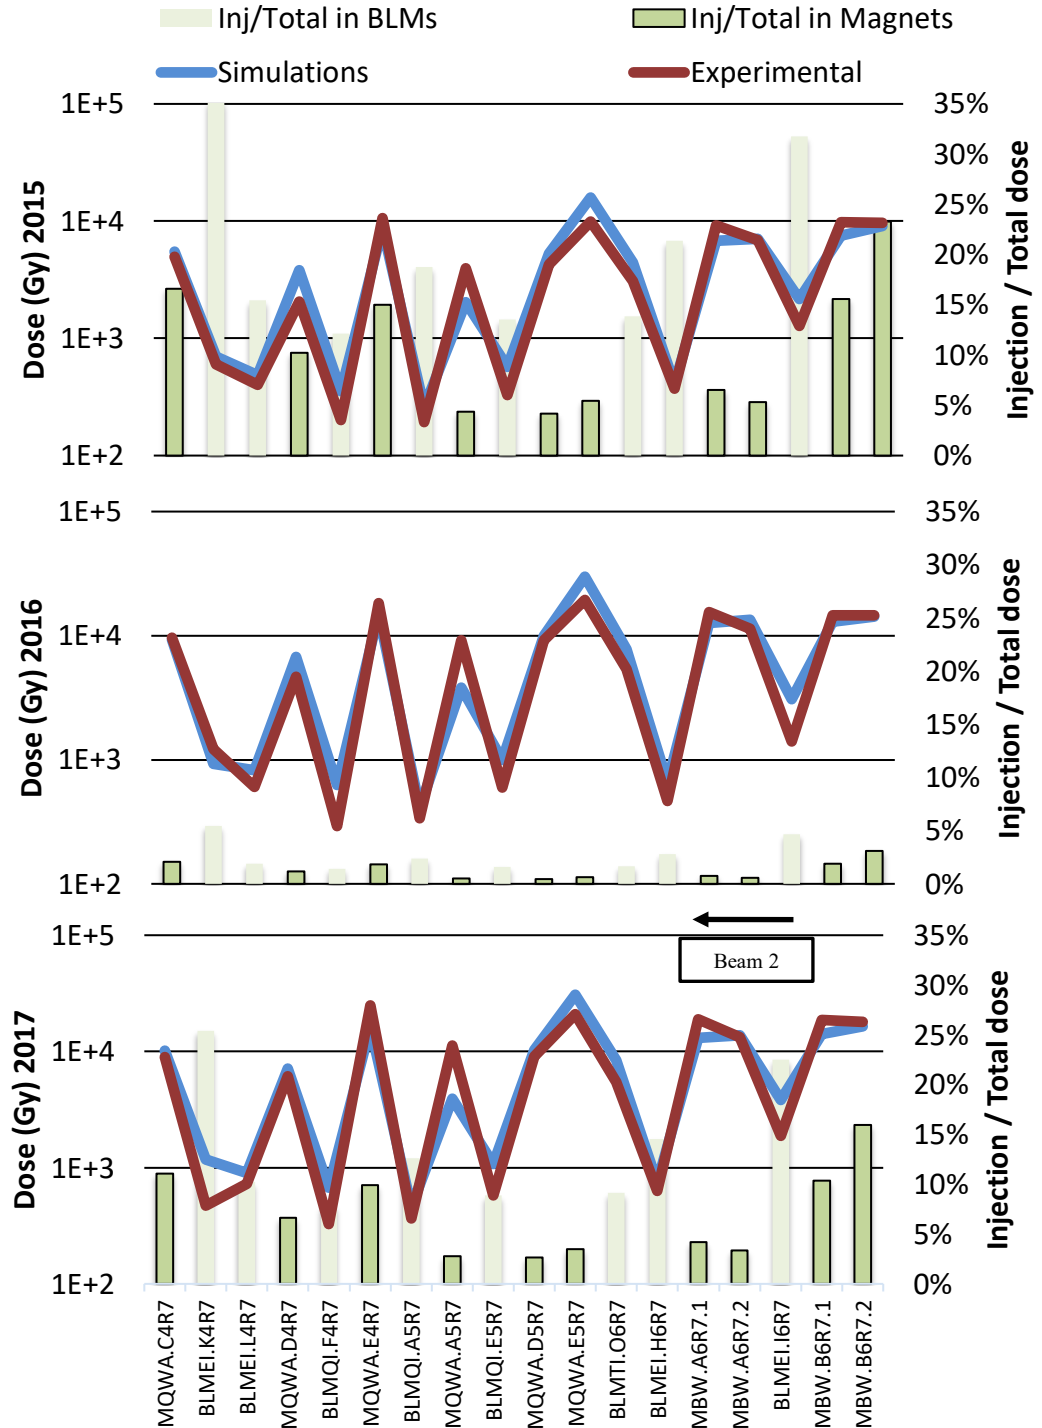 Inj/Total in BLMs Inj/Total in Magnets
Simulations Experimental
1E+5 35%
30%
25%
1E+4
20%
15%
1E+3
10%
5%
1E+2 0%
Dose (Gy) 2015
Injection / Total dose
1E+5 35%
30%
25%
1E+4
20%
15%
1E+3
10%
5%
1E+2 0%
Dose (Gy) 2016
Injection / Total dose
1E+5 35%
Beam 2
30%
25%
1E+4
20%
15%
1E+3
10%
5%
1E+2 0%
Dose (Gy) 2017
Injection / Total dose
MQWA.C4R7
BLMEI.K4R7
BLMEI.L4R7
MQWA.D4R7
BLMQI.F4R7
MQWA.E4R7
BLMQI.A5R7
MQWA.A5R7
BLMQI.E5R7
MQWA.D5R7
MQWA.E5R7
BLMTI.O6R7
BLMEI.H6R7
MBW.A6R7.1
MBW.A6R7.2
BLMEI.I6R7
MBW.B6R7.1
MBW.B6R7.2